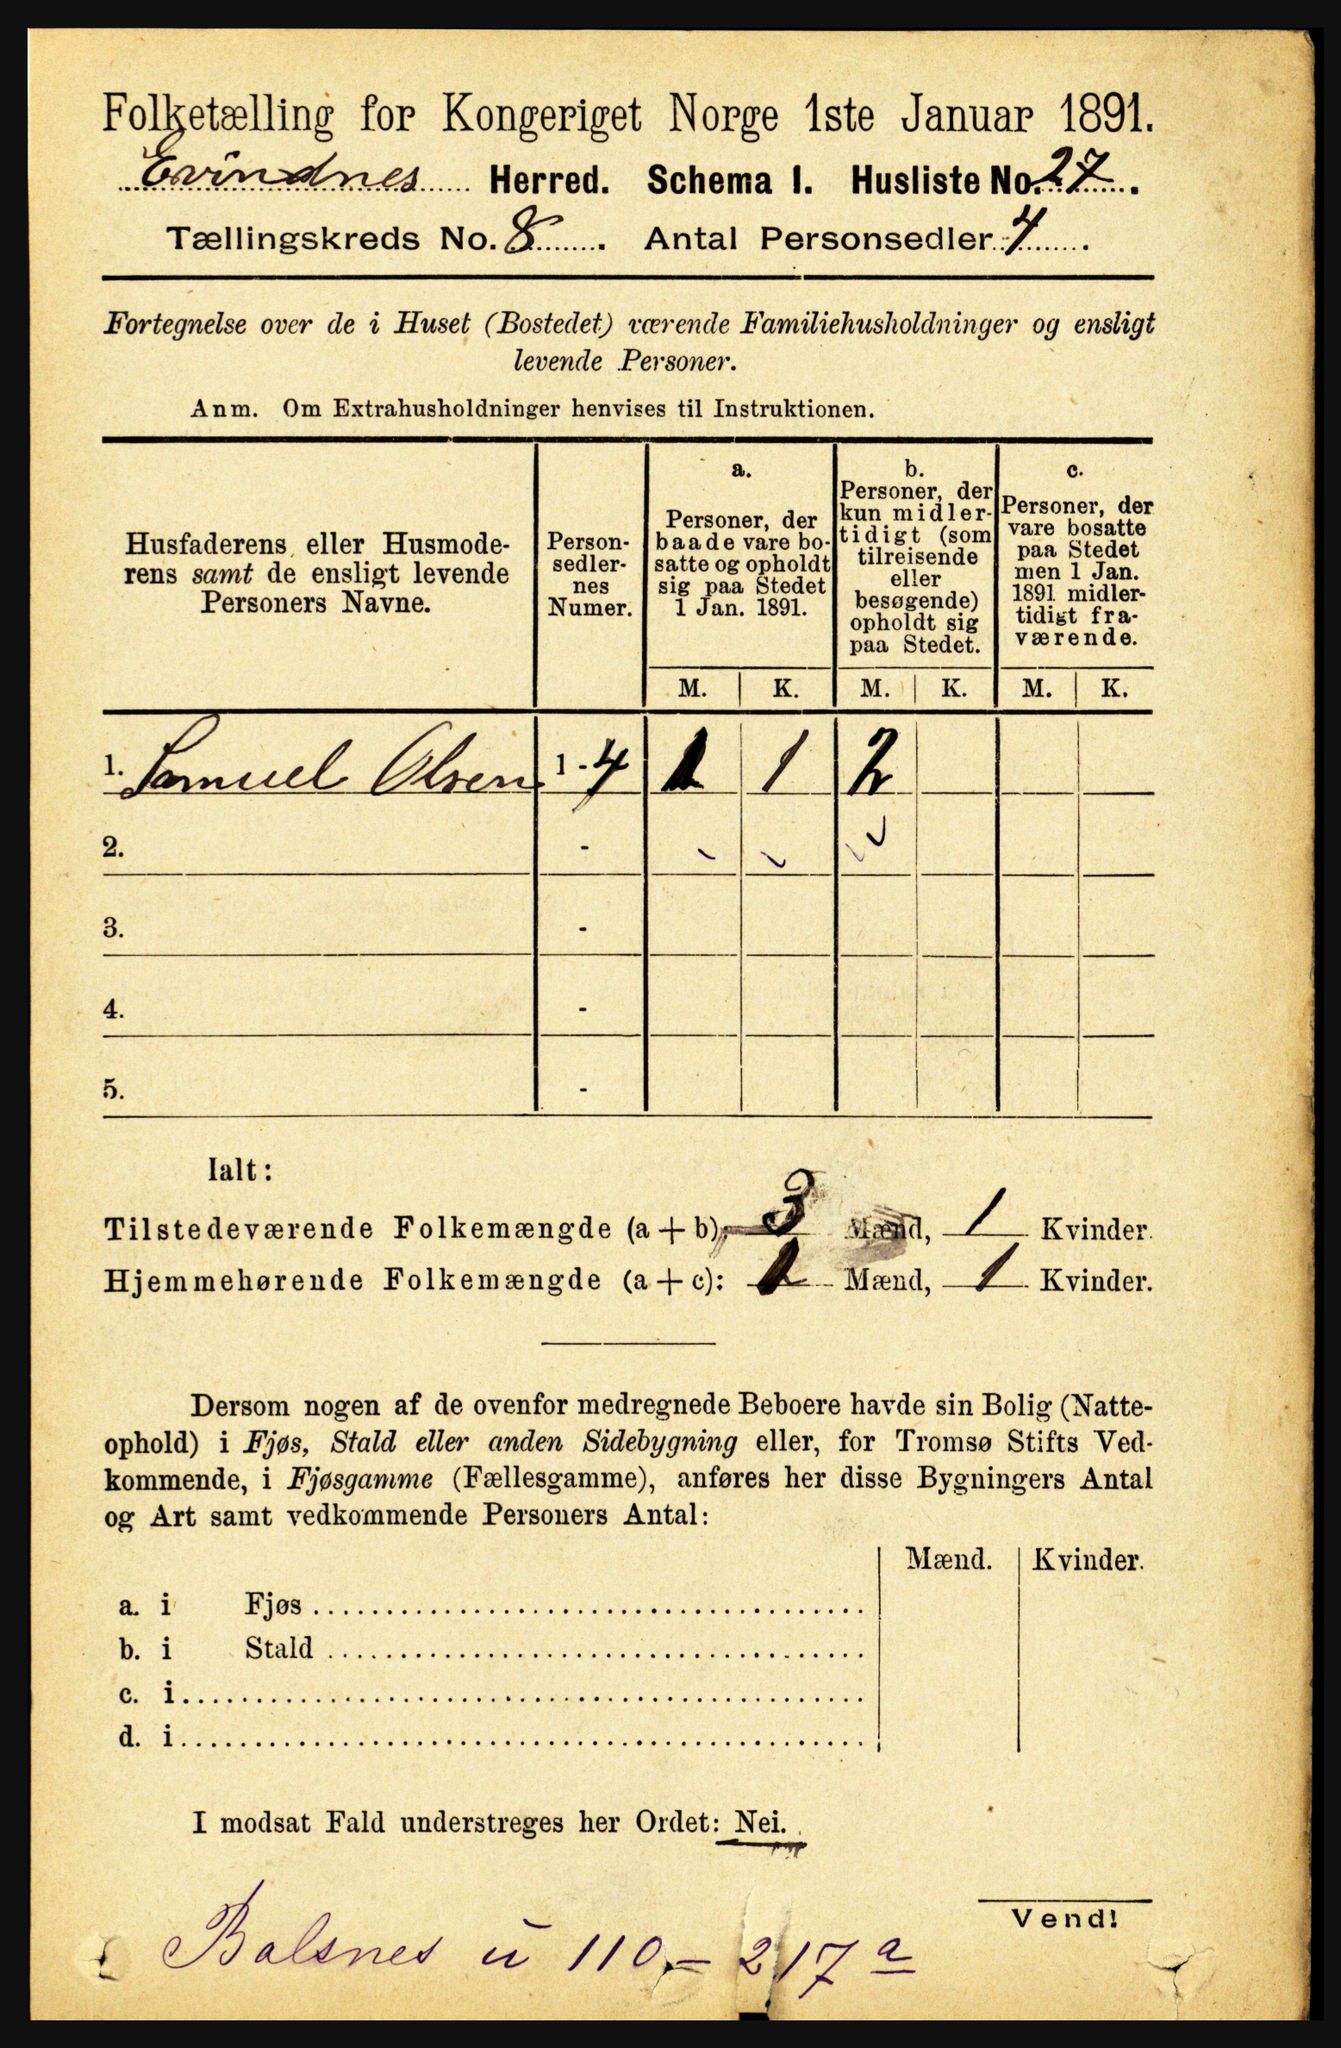 Folketælling for Kongeriget Norge 1ste Januar 1891.
Evindnes Herred. Schema I. Husliste No. 27.
Tællingskreds No. 8. Antal Personsedler 4.
Fortegnelse over de i Huset (Bostedet) værende Familiehusholdninger og ensligt
levende Personer.
Anm. Om Extrahusholdninger henvises til Instruktionen.
Husfaderens eller Husmode-
rens samt de ensligt levende
Personers Navne.
Person-
sedler-
nes
Numer.
a.
Personer, der
baade vare bo-
satte og opholdt
sig paa Stedet
1 Jan. 1891.
b.
Personer, der
kun midler-
tidigt (som
tilreisende
eller
besøgende)
opholdt sig
paa Stedet.
c.
Personer, der
vare bosatte
paa Stedet
men 1 Jan.
1891 midler-
tidigt fra-
værende.
M. K. M. K. M. K.
1. Samuel Olsen 1 - 4 1 1 2
2. -
3. -
4. -
5. -
Ialt:
Tilstedeværende Folkemængde (a + b): 3 Mænd, 1 Kvinder.
Hjemmehørende Folkemængde (a + c): 1 Mænd, 1 Kvinder.
Dersom nogen af de ovenfor medregnede Beboere havde sin Bolig (Natte-
ophold) i Fjøs, Stald eller anden Sidebygning eller, for Tromsø Stifts Ved-
kommende, i Fjøsgamme (Fællesgamme), anføres her disse Bygningers Antal
og Art samt vedkommende Personers Antal:
Mænd. Kvinder.
a. i Fjøs
b. i Stald
c. i
d. i
I modsat Fald understreges her Ordet: Nei.
Vend!
Balsnes u 110 - 217 a